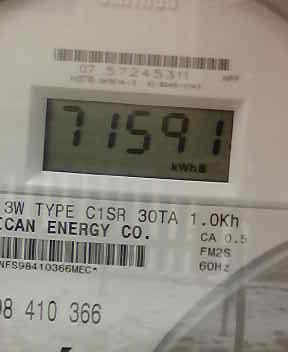 07 57245311
71591
kWh
3W TYPE C1SR 30TA 1.0Kh
ICAN ENERGY CO.
CA 0.5
FM2S
NFS98410366MEC*
60Hz
98 410 366